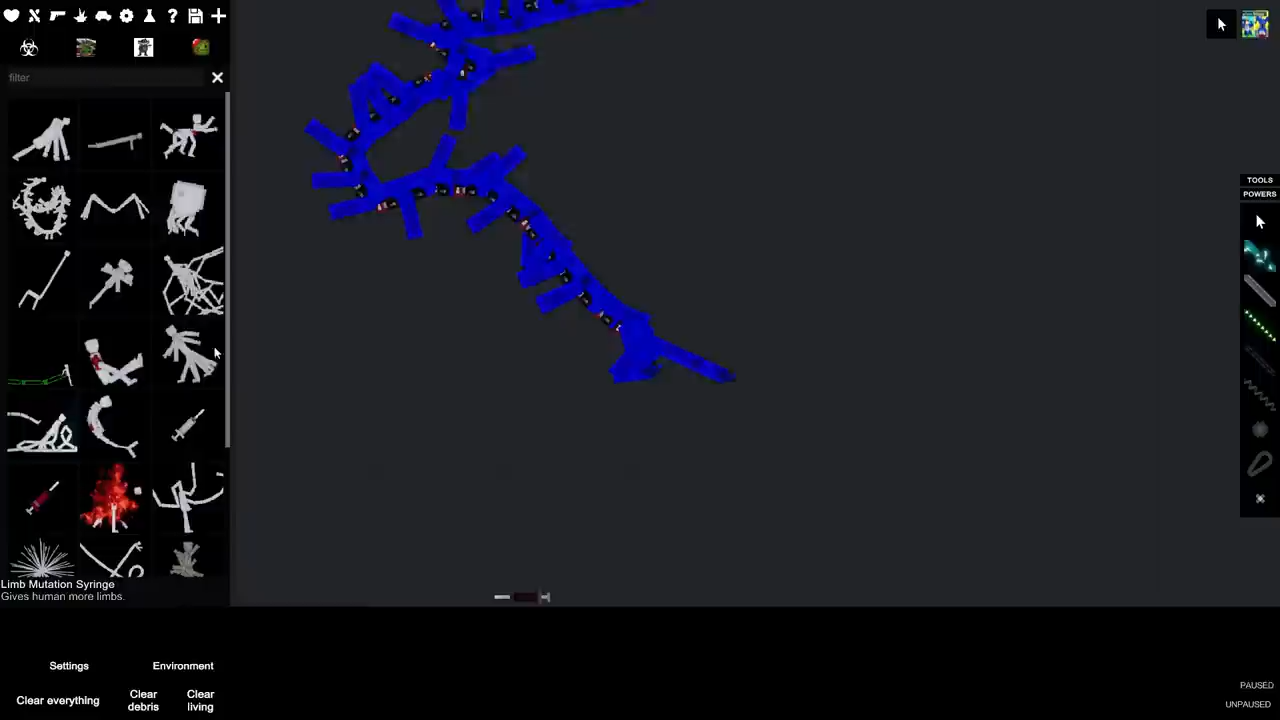 filter
TOOLS
POWERS
Limb Mutation Syringe
Gives human more limbs.
Settings
Environment
Clear everything
Clear debris
Clear living
PAUSED
UNPAUSED